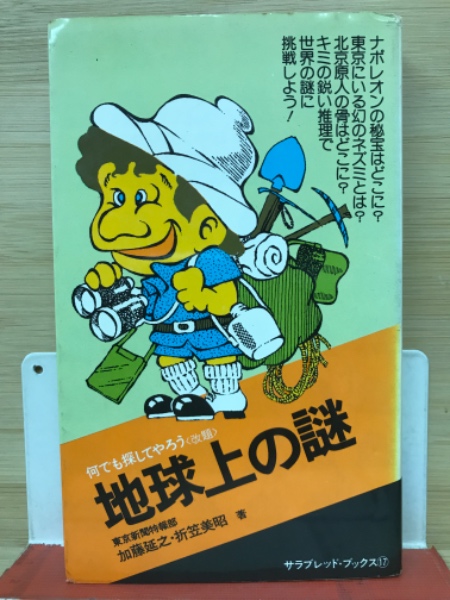 ナポレオンの秘宝はどこに？
東京にいる幻のネズミとは？
北京原人の骨はどこに？
キミの鋭い推理で
世界の謎に
挑戦しよう！
何でも探してやろう〈改題〉
地球上の謎
東京新聞特報部
加藤延之・折笠美昭 著
サラブレッド・ブックス⑰